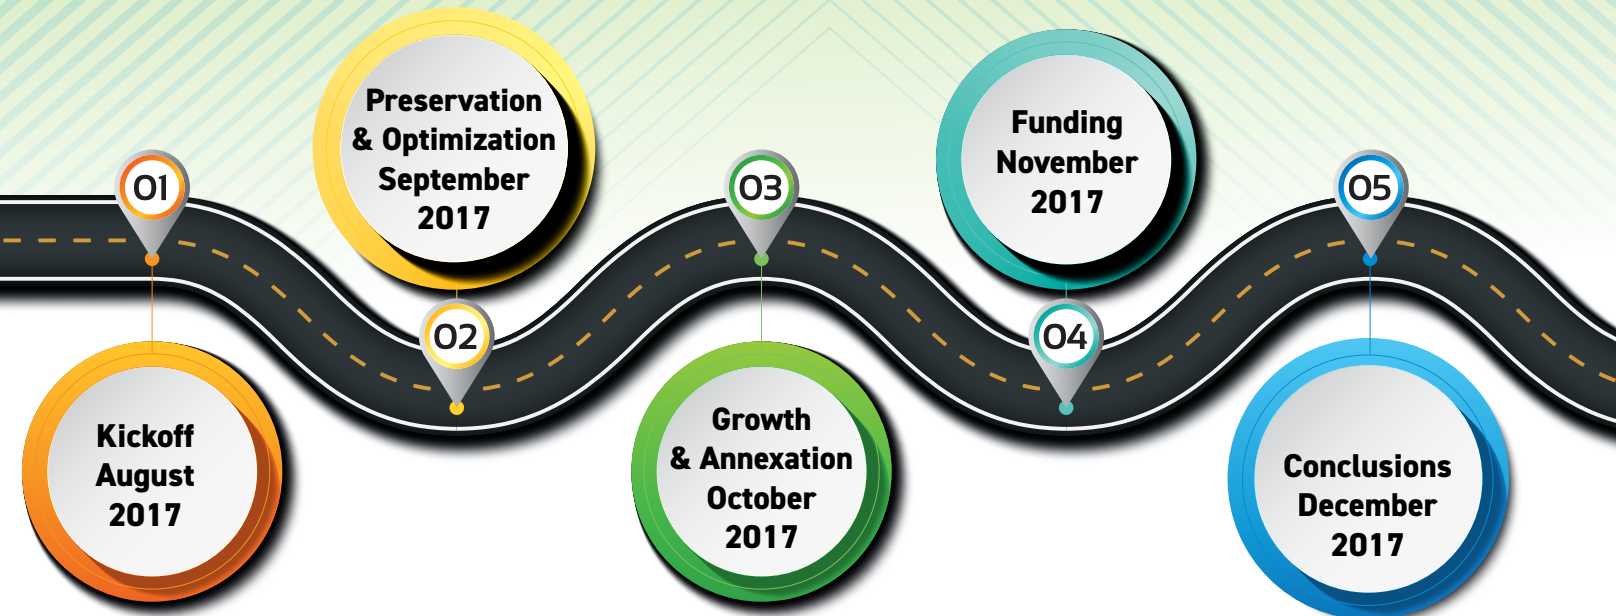 01
Kickoff
August
2017
02
Preservation
& Optimization
September
2017
03
Growth
& Annexation
October
2017
04
Funding
November
2017
05
Conclusions
December
2017